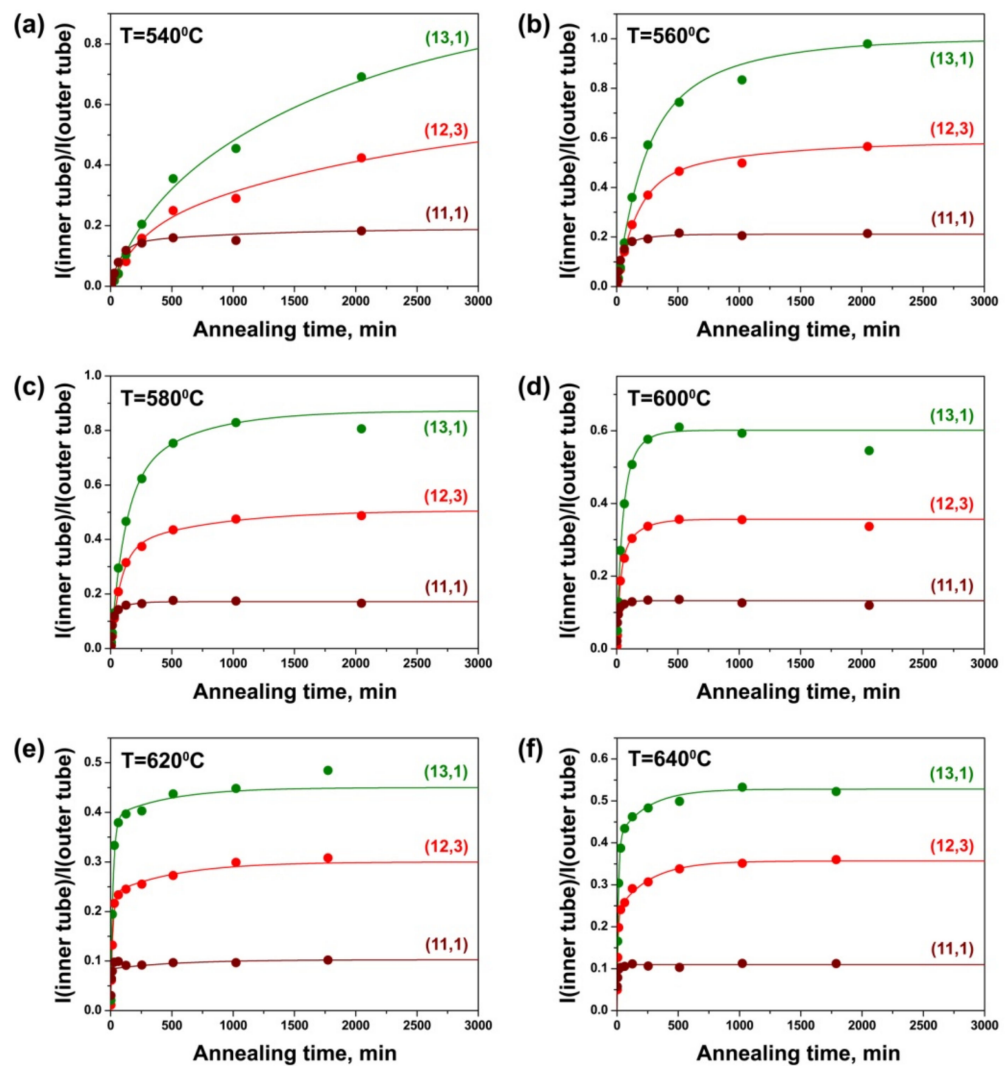 (a)
T=540⁰C
(13,1)
(12,3)
(11,1)
I(inner tube)/I(outer tube)
0.8
0.6
0.4
0.2
0.0
0 500 1000 1500 2000 2500 3000
Annealing time, min
(b)
T=560⁰C
(13,1)
(12,3)
(11,1)
I(inner tube)/I(outer tube)
1.0
0.8
0.6
0.4
0.2
0.0
0 500 1000 1500 2000 2500 3000
Annealing time, min
(c)
T=580⁰C
(13,1)
(12,3)
(11,1)
I(inner tube)/I(outer tube)
1.0
0.8
0.6
0.4
0.2
0.0
0 500 1000 1500 2000 2500 3000
Annealing time, min
(d)
T=600⁰C
(13,1)
(12,3)
(11,1)
I(inner tube)/I(outer tube)
0.6
0.4
0.2
0.0
0 500 1000 1500 2000 2500 3000
Annealing time, min
(e)
T=620⁰C
(13,1)
(12,3)
(11,1)
I(inner tube)/I(outer tube)
0.5
0.4
0.3
0.2
0.1
0.0
0 500 1000 1500 2000 2500 3000
Annealing time, min
(f)
T=640⁰C
(13,1)
(12,3)
(11,1)
I(inner tube)/I(outer tube)
0.6
0.5
0.4
0.3
0.2
0.1
0.0
0 500 1000 1500 2000 2500 3000
Annealing time, min